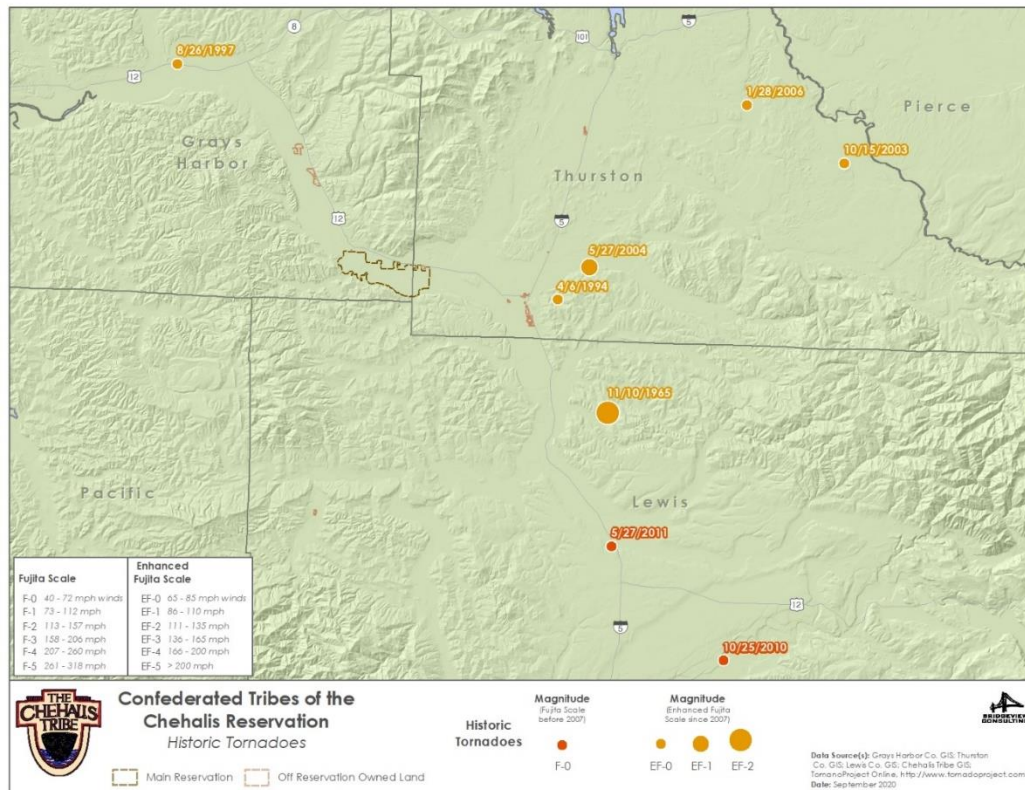 8
101
5
8/26/1997
12
1/28/2006
Pierce
Grays
Harbor
10/15/2003
Thurston
12
5
5/27/2004
4/6/1994
11/10/1965
Pacific
Lewis
5/27/2011
12
5
10/25/2010
Fujita Scale
F-0 40 - 72 mph winds
F-1 73 - 112 mph
F-2 113 - 157 mph
F-3 158 - 206 mph
F-4 207 - 260 mph
F-5 261 - 318 mph
Enhanced
Fujita Scale
EF-0 65 - 85 mph winds
EF-1 86 - 110 mph
EF-2 111 - 135 mph
EF-3 136 - 165 mph
EF-4 166 - 200 mph
EF-5 > 200 mph
THE
CHEHALIS
TRIBE
Confederated Tribes of the
Chehalis Reservation
Historic Tornadoes
Main Reservation
Off Reservation Owned Land
Historic
Tornadoes
Magnitude
(Fujita Scale
before 2007)
F-0
Magnitude
(Enhanced Fujita
Scale since 2007)
EF-0 EF-1 EF-2
BRIDGEVIEW
CONSULTING
Data Source(s): Grays Harbor Co. GIS; Thurston
Co. GIS; Lewis Co. GIS; Chehalis Tribe GIS;
TornanoProject Online, http://www.tornadoproject.com
Date: September 2020